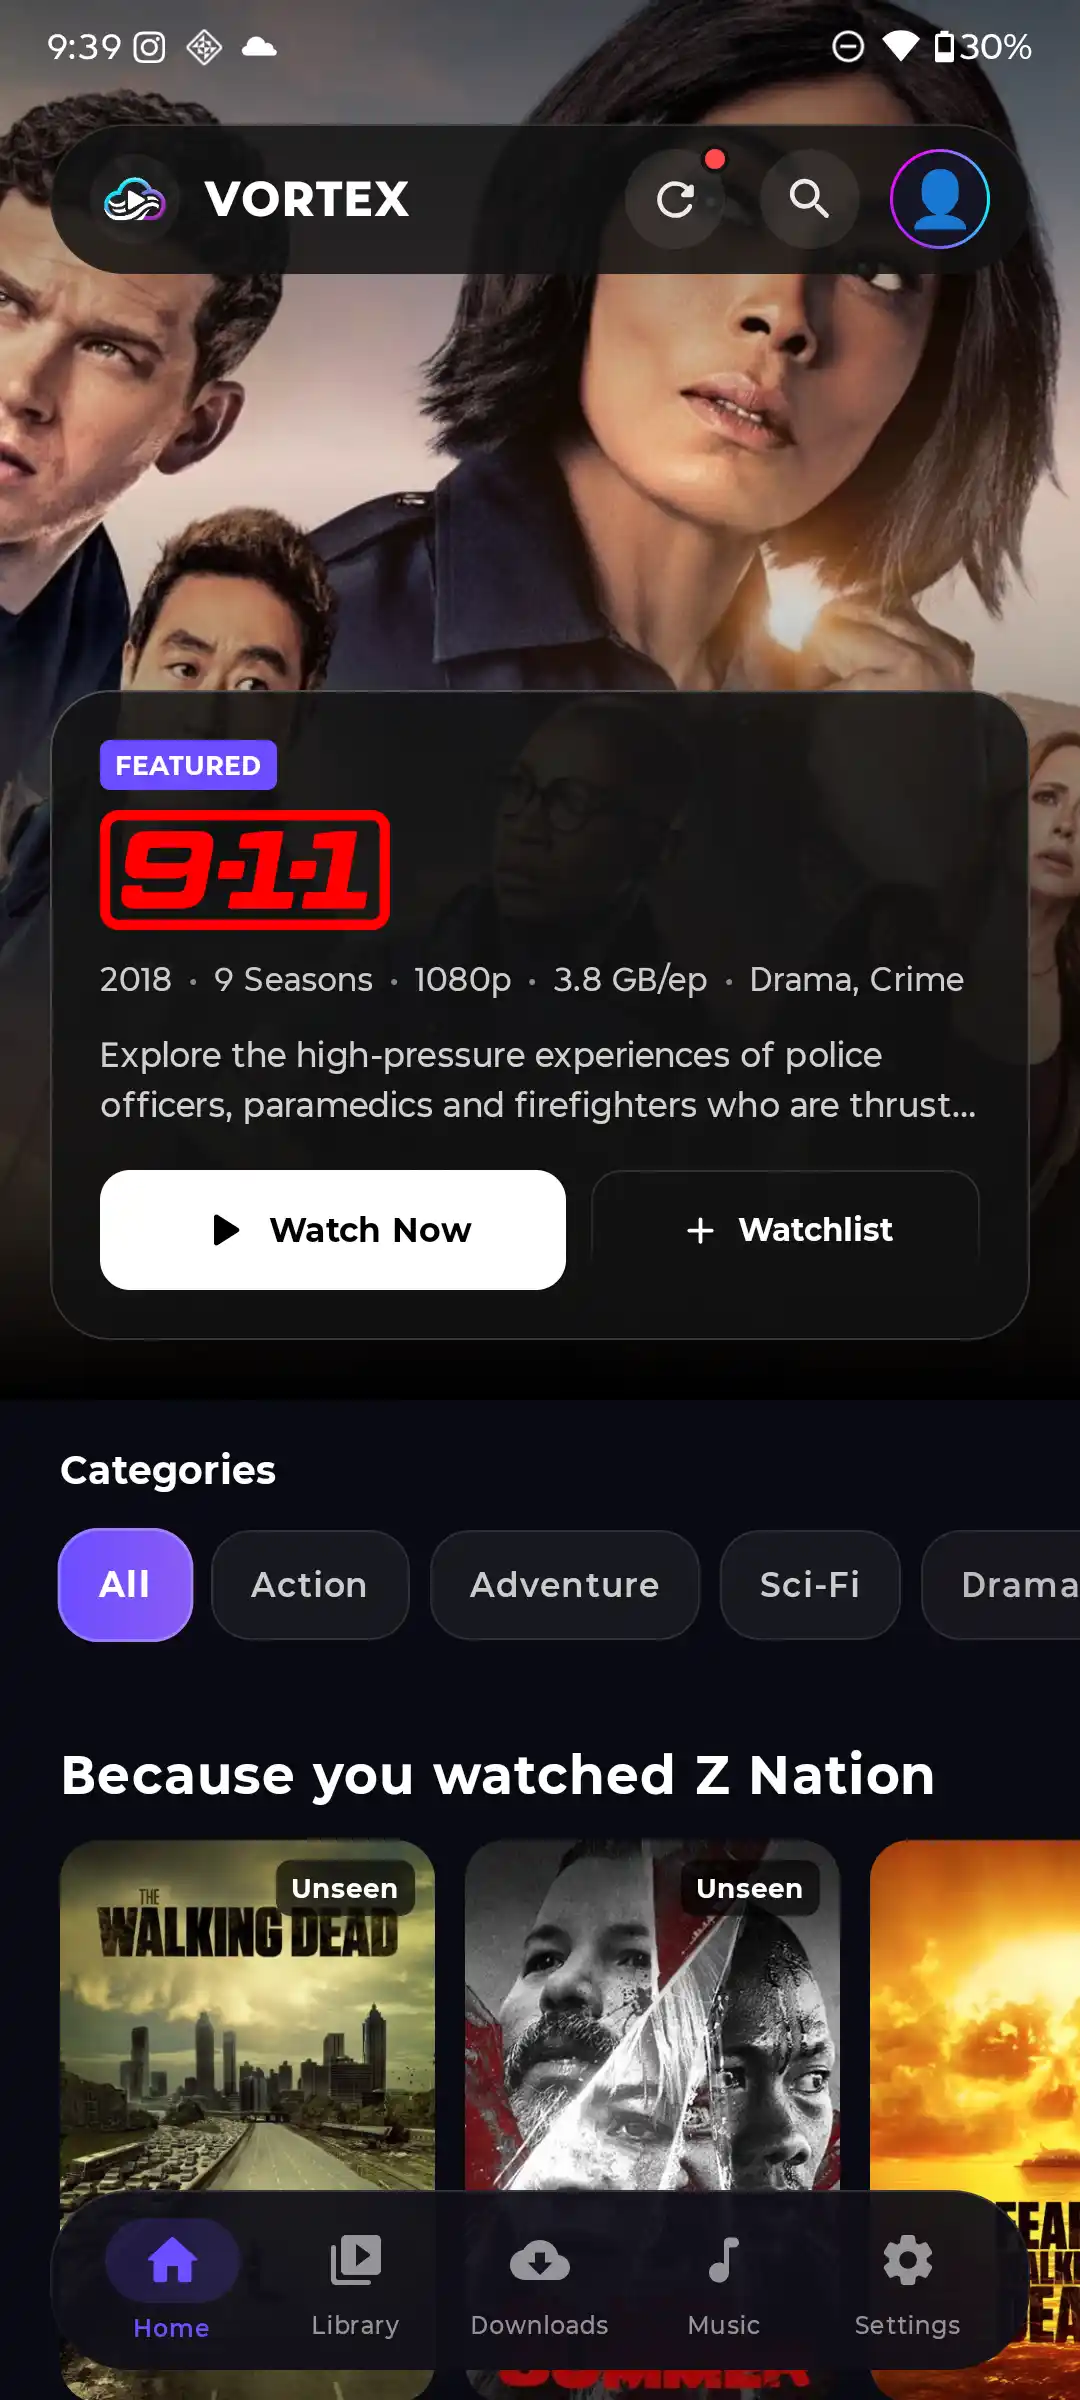 9:39
30%
VORTEX
FEATURED
9-1-1
2018 • 9 Seasons • 1080p • 3.8 GB/ep • Drama, Crime
Explore the high-pressure experiences of police
officers, paramedics and firefighters who are thrust...
Watch Now
Watchlist
Categories
All
Action
Adventure
Sci-Fi
Drama
Because you watched Z Nation
Unseen
THE
WALKING DEAD
Unseen
SUMMER
FEAR
Home
Library
Downloads
Music
Settings